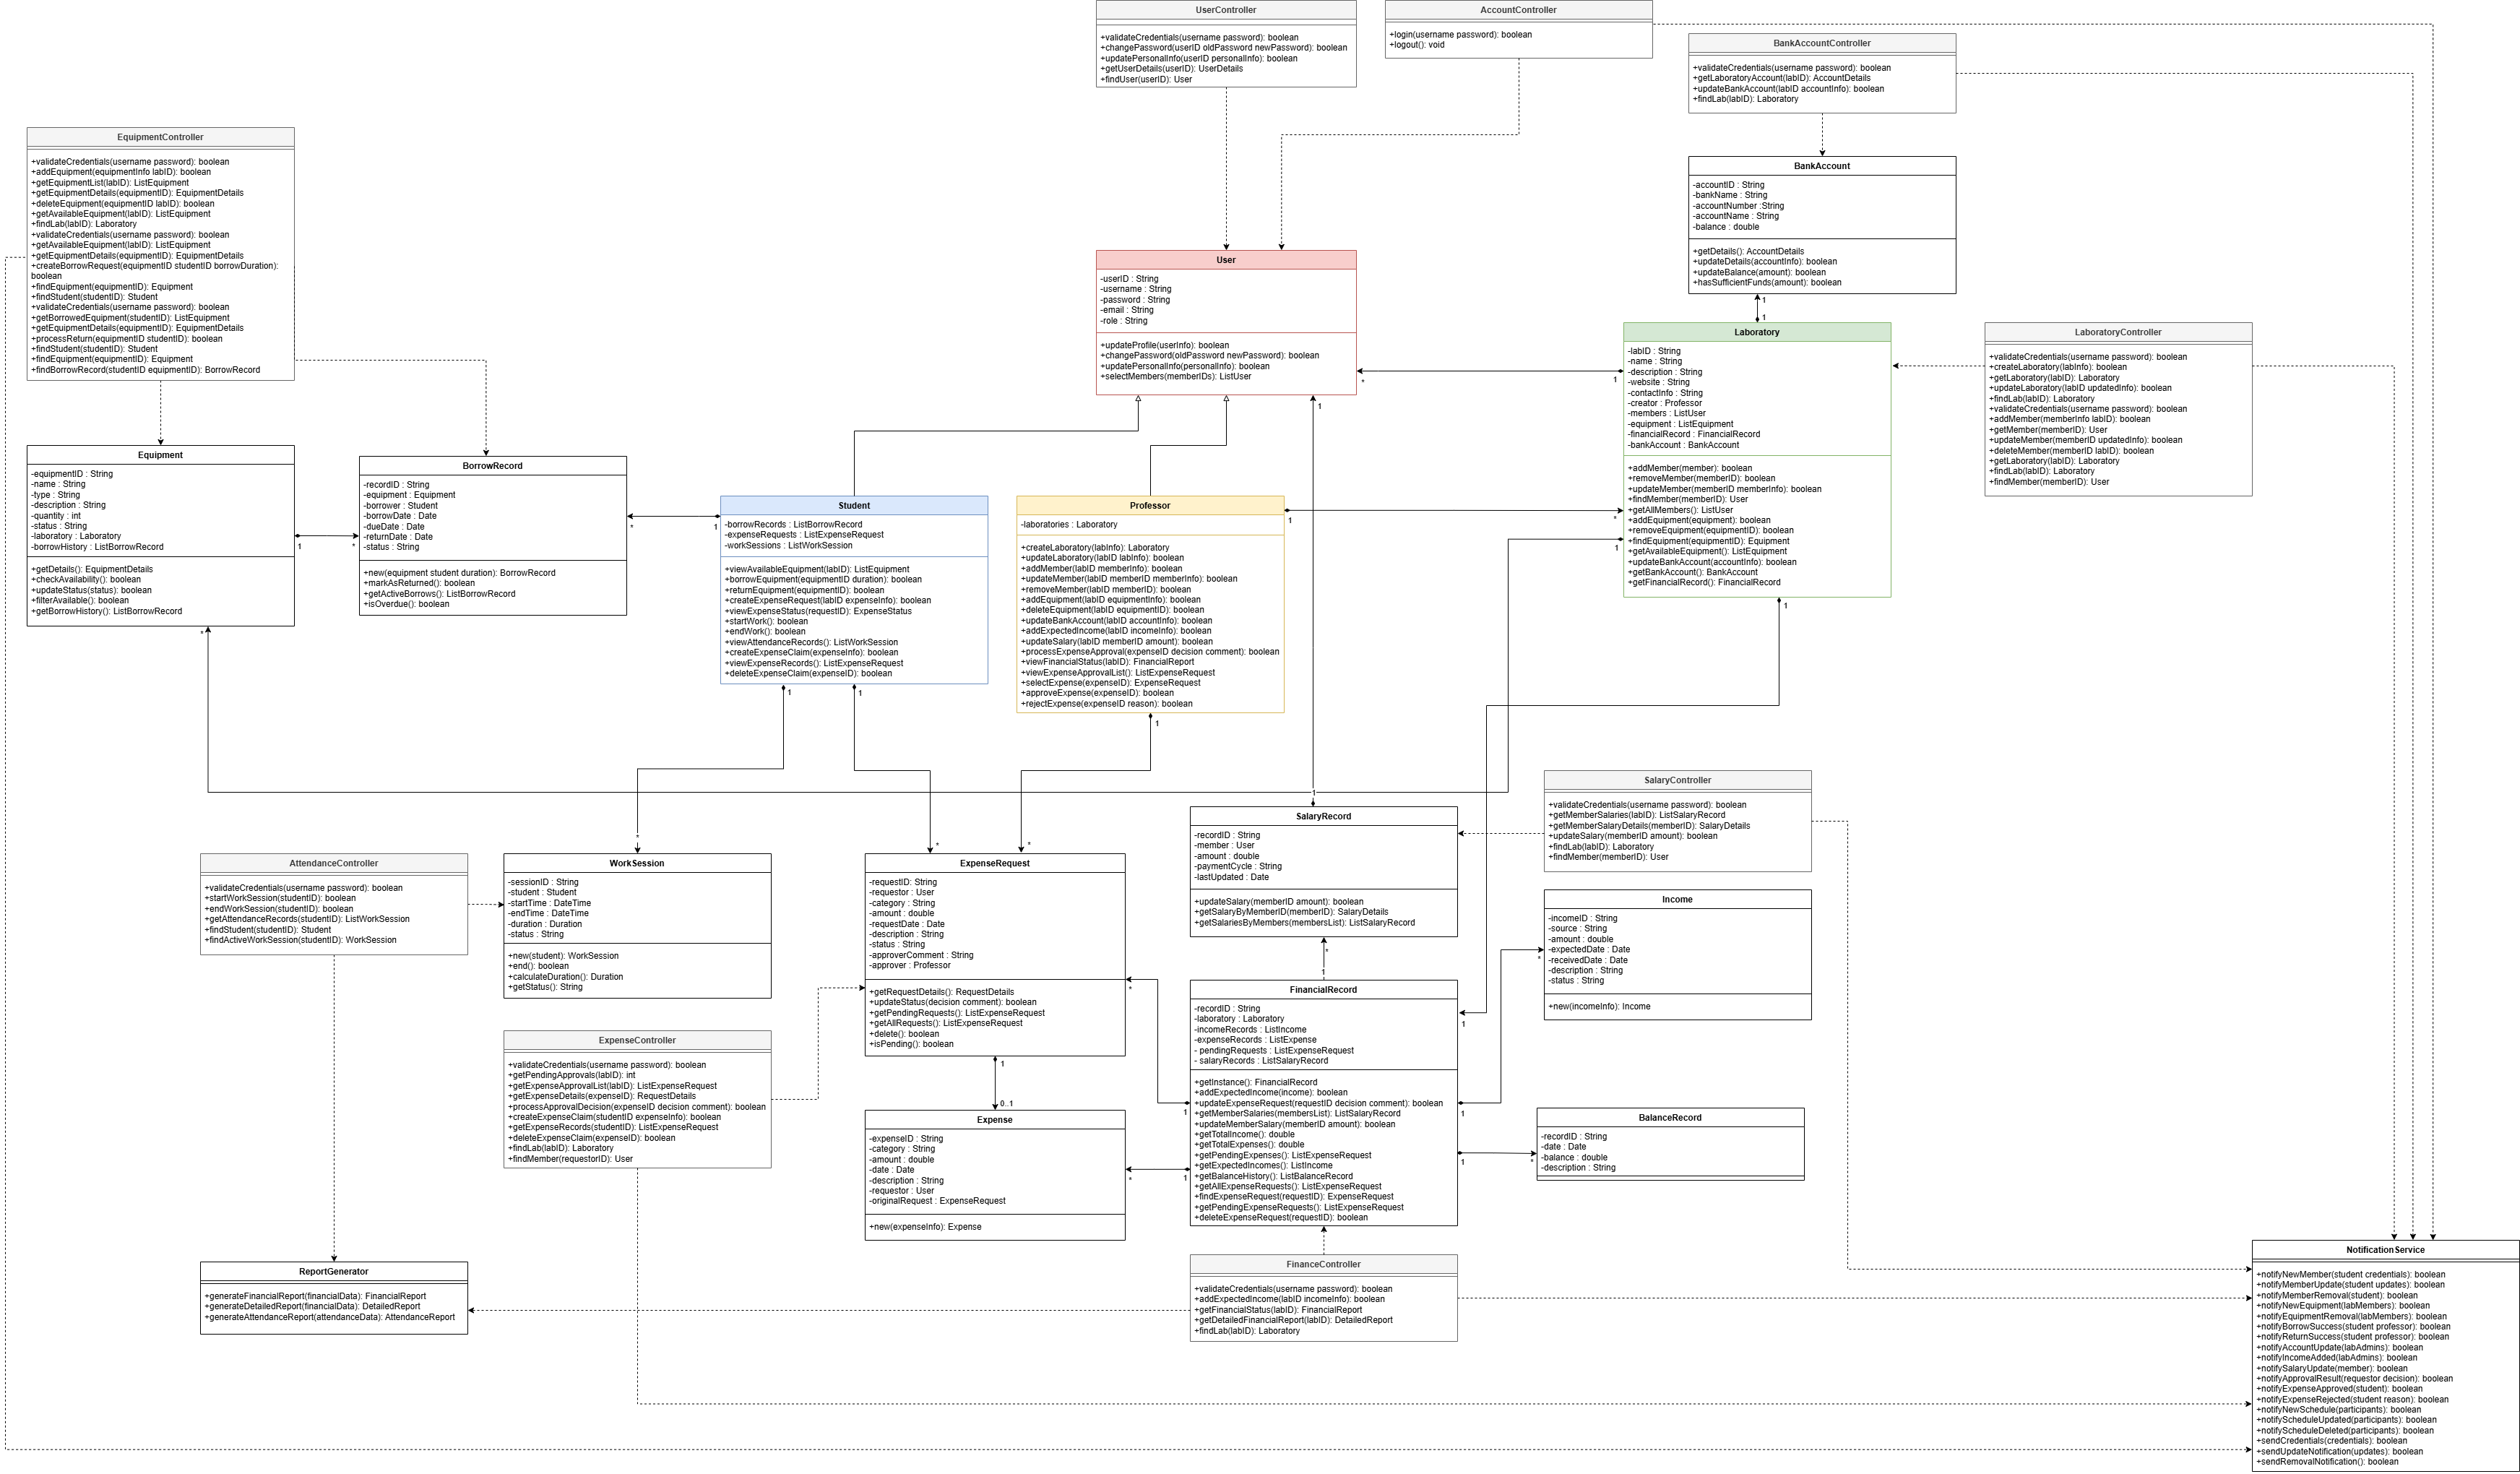 UserController
+validateCredentials(username password): boolean
+changePassword(userID oldPassword newPassword): boolean
+updatePersonalInfo(userID personalInfo): boolean
+getUserDetails(userID): UserDetails
+findUser(userID): User
AccountController
+login(username password): boolean
+logout(): void
BankAccountController
+validateCredentials(username password): boolean
+getLaboratoryAccount(labID): AccountDetails
+updateBankAccount(labID accountInfo): boolean
+findLab(labID): Laboratory
EquipmentController
+validateCredentials(username password): boolean
+addEquipment(equipmentInfo labID): boolean
+getEquipmentList(labID): ListEquipment
+getEquipmentDetails(equipmentID): EquipmentDetails
+deleteEquipment(equipmentID labID): boolean
+getAvailableEquipment(labID): ListEquipment
+findLab(labID): Laboratory
+validateCredentials(username password): boolean
+getAvailableEquipment(labID): ListEquipment
+getEquipmentDetails(equipmentID): EquipmentDetails
+createBorrowRequest(equipmentID studentID borrowDuration):
boolean
+findEquipment(equipmentID): Equipment
+findStudent(studentID): Student
+validateCredentials(username password): boolean
+getBorrowedEquipment(studentID): ListEquipment
+getEquipmentDetails(equipmentID): EquipmentDetails
+processReturn(equipmentID studentID): boolean
+findStudent(studentID): Student
+findEquipment(equipmentID): Equipment
+findBorrowRecord(studentID equipmentID): BorrowRecord
BankAccount
-accountID : String
-bankName : String
-accountNumber :String
-accountName : String
-balance : double
+getDetails(): AccountDetails
+updateDetails(accountInfo): boolean
+updateBalance(amount): boolean
+hasSufficientFunds(amount): boolean
1
1
User
-userID : String
-username : String
-password : String
-email : String
-role : String
+updateProfile(userInfo): boolean
+changePassword(oldPassword newPassword): boolean
+updatePersonalInfo(personalInfo): boolean
+selectMembers(memberIDs): ListUser
*
1
1
Laboratory
-labID : String
-name : String
-description : String
-website : String
-contactInfo : String
-creator : Professor
-members : ListUser
-equipment : ListEquipment
-financialRecord : FinancialRecord
-bankAccount : BankAccount
+addMember(member): boolean
+removeMember(memberID): boolean
+updateMember(memberID memberInfo): boolean
+findMember(memberID): User
+getAllMembers(): ListUser
+addEquipment(equipment): boolean
+removeEquipment(equipmentID): boolean
+findEquipment(equipmentID): Equipment
+getAvailableEquipment(): ListEquipment
+updateBankAccount(accountInfo): boolean
+getBankAccount(): BankAccount
+getFinancialRecord(): FinancialRecord
LaboratoryController
+validateCredentials(username password): boolean
+createLaboratory(labInfo): boolean
+getLaboratory(labID): Laboratory
+updateLaboratory(labID updatedInfo): boolean
+findLab(labID): Laboratory
+validateCredentials(username password): boolean
+addMember(memberInfo labID): boolean
+getMember(memberID): User
+updateMember(memberID updatedInfo): boolean
+deleteMember(memberID labID): boolean
+getLaboratory(labID): Laboratory
+findLab(labID): Laboratory
+findMember(memberID): User
Equipment
-equipmentID : String
-name : String
-type : String
-description : String
-quantity : int
-status : String
-laboratory : Laboratory
-borrowHistory : ListBorrowRecord
+getDetails(): EquipmentDetails
+checkAvailability(): boolean
+updateStatus(status): boolean
+filterAvailable(): boolean
+getBorrowHistory(): ListBorrowRecord
1
*
*
BorrowRecord
-recordID : String
-equipment : Equipment
-borrower : Student
-borrowDate : Date
-dueDate : Date
-returnDate : Date
-status : String
+new(equipment student duration): BorrowRecord
+markAsReturned(): boolean
+getActiveBorrows(): ListBorrowRecord
+isOverdue(): boolean
*
1
Student
-borrowRecords : ListBorrowRecord
-expenseRequests : ListExpenseRequest
-workSessions : ListWorkSession
+viewAvailableEquipment(labID): ListEquipment
+borrowEquipment(equipmentID duration): boolean
+returnEquipment(equipmentID): boolean
+createExpenseRequest(labID expenseInfo): boolean
+viewExpenseStatus(requestID): ExpenseStatus
+startWork(): boolean
+endWork(): boolean
+viewAttendanceRecords(): ListWorkSession
+createExpenseClaim(expenseInfo): boolean
+viewExpenseRecords(): ListExpenseRequest
+deleteExpenseClaim(expenseID): boolean
1
1
Professor
-laboratories : Laboratory
+createLaboratory(labInfo): Laboratory
+updateLaboratory(labID labInfo): boolean
+addMember(labID memberInfo): boolean
+updateMember(labID memberID memberInfo): boolean
+removeMember(labID memberID): boolean
+addEquipment(labID equipmentInfo): boolean
+deleteEquipment(labID equipmentID): boolean
+updateBankAccount(labID accountInfo): boolean
+addExpectedIncome(labID incomeInfo): boolean
+updateSalary(labID memberID amount): boolean
+processExpenseApproval(expenseID decision comment): boolean
+viewFinancialStatus(labID): FinancialReport
+viewExpenseApprovalList(): ListExpenseRequest
+selectExpense(expenseID): ExpenseRequest
+approveExpense(expenseID): boolean
+rejectExpense(expenseID reason): boolean
1
*
1
1
1
1
SalaryController
+validateCredentials(username password): boolean
+getMemberSalaries(labID): ListSalaryRecord
+getMemberSalaryDetails(memberID): SalaryDetails
+updateSalary(memberID amount): boolean
+findLab(labID): Laboratory
+findMember(memberID): User
SalaryRecord
-recordID : String
-member : User
-amount : double
-paymentCycle : String
-lastUpdated : Date
+updateSalary(memberID amount): boolean
+getSalaryByMemberID(memberID): SalaryDetails
+getSalariesByMembers(membersList): ListSalaryRecord
*
1
AttendanceController
+validateCredentials(username password): boolean
+startWorkSession(studentID): boolean
+endWorkSession(studentID): boolean
+getAttendanceRecords(studentID): ListWorkSession
+findStudent(studentID): Student
+findActiveWorkSession(studentID): WorkSession
*
WorkSession
-sessionID : String
-student : Student
-startTime : DateTime
-endTime : DateTime
-duration : Duration
-status : String
+new(student): WorkSession
+end(): boolean
+calculateDuration(): Duration
+getStatus(): String
*
*
ExpenseRequest
-requestID: String
-requestor : User
-category : String
-amount : double
-requestDate : Date
-description : String
-status : String
-approverComment : String
-approver : Professor
+getRequestDetails(): RequestDetails
+updateStatus(decision comment): boolean
+getPendingRequests(): ListExpenseRequest
+getAllRequests(): ListExpenseRequest
+delete(): boolean
+isPending(): boolean
*
1
0..1
Income
-incomeID : String
-source : String
-amount : double
-expectedDate : Date
-receivedDate : Date
-description : String
-status : String
+new(incomeInfo): Income
*
FinancialRecord
-recordID : String
-laboratory : Laboratory
-incomeRecords : ListIncome
-expenseRecords : ListExpense
- pendingRequests : ListExpenseRequest
- salaryRecords : ListSalaryRecord
+getInstance(): FinancialRecord
+addExpectedIncome(income): boolean
+updateExpenseRequest(requestID decision comment): boolean
+getMemberSalaries(membersList): ListSalaryRecord
+updateMemberSalary(memberID amount): boolean
+getTotalIncome(): double
+getTotalExpenses(): double
+getPendingExpenses(): ListExpenseRequest
+getExpectedIncomes(): ListIncome
+getBalanceHistory(): ListBalanceRecord
+getAllExpenseRequests(): ListExpenseRequest
+findExpenseRequest(requestID): ExpenseRequest
+getPendingExpenseRequests(): ListExpenseRequest
+deleteExpenseRequest(requestID): boolean
1
1
1
1
1
ExpenseController
+validateCredentials(username password): boolean
+getPendingApprovals(labID): int
+getExpenseApprovalList(labID): ListExpenseRequest
+getExpenseDetails(expenseID): RequestDetails
+processApprovalDecision(expenseID decision comment): boolean
+createExpenseClaim(studentID expenseInfo): boolean
+getExpenseRecords(studentID): ListExpenseRequest
+deleteExpenseClaim(expenseID): boolean
+findLab(labID): Laboratory
+findMember(requestorID): User
Expense
-expenseID : String
-category : String
-amount : double
-date : Date
-description : String
-requestor : User
-originalRequest : ExpenseRequest
+new(expenseInfo): Expense
*
BalanceRecord
-recordID : String
-date : Date
-balance : double
-description : String
*
ReportGenerator
+generateFinancialReport(financialData): FinancialReport
+generateDetailedReport(financialData): DetailedReport
+generateAttendanceReport(attendanceData): AttendanceReport
FinanceController
+validateCredentials(username password): boolean
+addExpectedIncome(labID incomeInfo): boolean
+getFinancialStatus(labID): FinancialReport
+getDetailedFinancialReport(labID): DetailedReport
+findLab(labID): Laboratory
NotificationService
+notifyNewMember(student credentials): boolean
+notifyMemberUpdate(student updates): boolean
+notifyMemberRemoval(student): boolean
+notifyNewEquipment(labMembers): boolean
+notifyEquipmentRemoval(labMembers): boolean
+notifyBorrowSuccess(student professor): boolean
+notifyReturnSuccess(student professor): boolean
+notifyAccountUpdate(labAdmins): boolean
+notifyIncomeAdded(labAdmins): boolean
+notifySalaryUpdate(member): boolean
+notifyApprovalResult(requestor decision): boolean
+notifyExpenseApproved(student): boolean
+notifyExpenseRejected(student reason): boolean
+notifyNewSchedule(participants): boolean
+notifyScheduleUpdated(participants): boolean
+notifyScheduleDeleted(participants): boolean
+sendCredentials(credentials): boolean
+sendUpdateNotification(updates): boolean
+sendRemovalNotification(): boolean